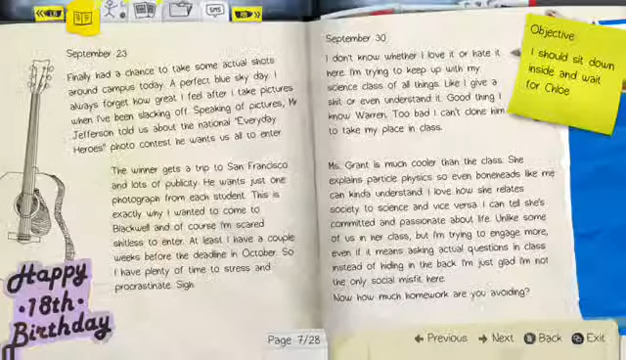 LB
SMS
RB
September 23
Finally had a chance to take some actual shots
around campus today. A perfect blue sky day. I
always forget how great I feel after I take pictures
when I've been slacking off. Speaking of pictures, Mr
Jefferson told us about the national "Everyday
Heroes" photo contest he wants us all to enter.
The winner gets a trip to San Francisco
and lots of publicity. He wants just one
photograph from each student. This is
exactly why I wanted to come to
Blackwell and of course I'm scared
shitless to enter. At least I have a couple
weeks before the deadline in October. So
I have plenty of time to stress and
procrastinate. Sigh.
Happy
·18th·
Birthday
September 30
I don't know whether I love it or hate it
here. I'm trying to keep up with my
science class of all things. Like I give a
shit or even understand it. Good thing I
know Warren. Too bad I can't clone him
to take my place in class.
Ms. Grant is much cooler than the class. She
explains particle physics so even boneheads like me
can kinda understand. I love how she relates
society to science and vice versa. I can tell she's
committed and passionate about life. Unlike some
of us in her class, but I'm trying to engage more,
even if it means asking actual questions in class
instead of hiding in the back. I'm just glad I'm not
the only social misfit here.
Now how much homework are you avoiding?
Objective
I should sit down
inside and wait
for Chloe
Page 7/28
Previous
Next
Back
Exit